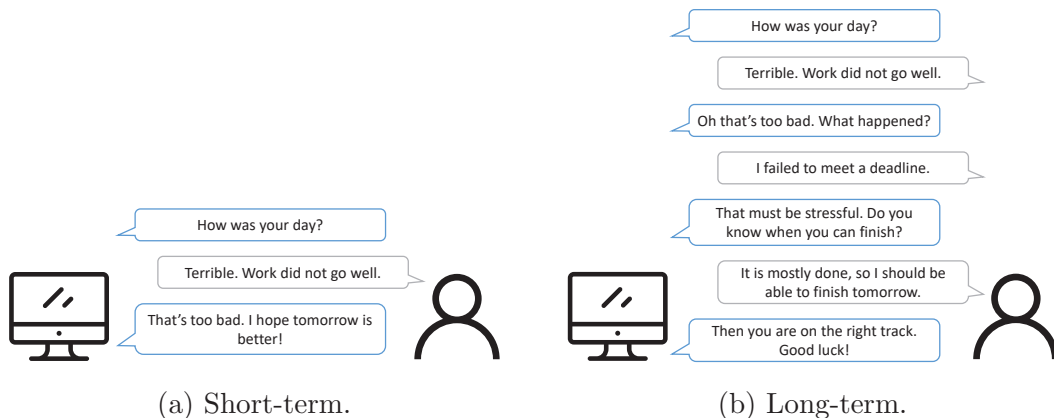 How was your day?
Terrible. Work did not go well.
That's too bad. I hope tomorrow is
better!
(a) Short-term.
How was your day?
Terrible. Work did not go well.
Oh that's too bad. What happened?
I failed to meet a deadline.
That must be stressful. Do you
know when you can finish?
It is mostly done, so I should be
able to finish tomorrow.
Then you are on the right track.
Good luck!
(b) Long-term.